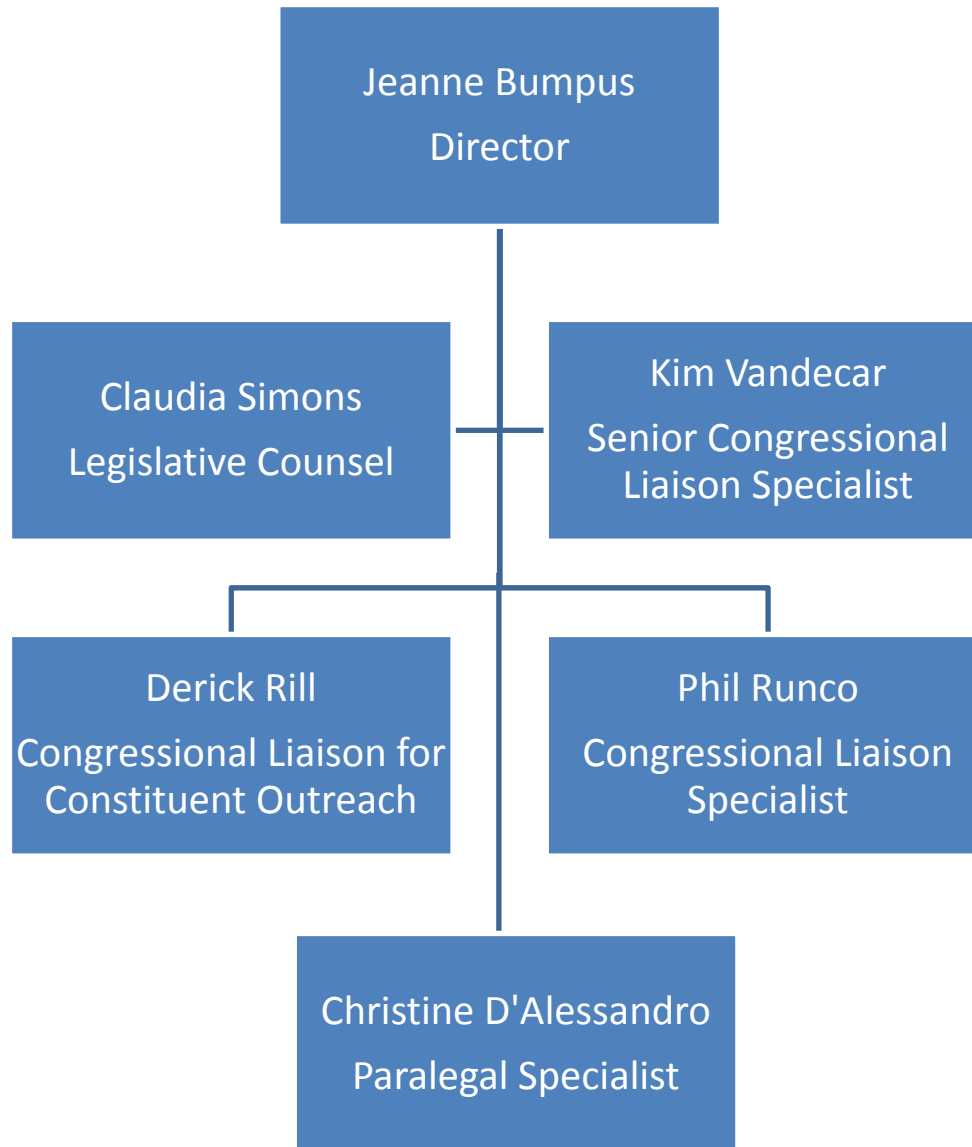 Jeanne Bumpus
Director
Claudia Simons
Legislative Counsel
Kim Vandecar
Senior Congressional
Liaison Specialist
Derick Rill
Congressional Liaison for
Constituent Outreach
Phil Runco
Congressional Liaison
Specialist
Christine D'Alessandro
Paralegal Specialist